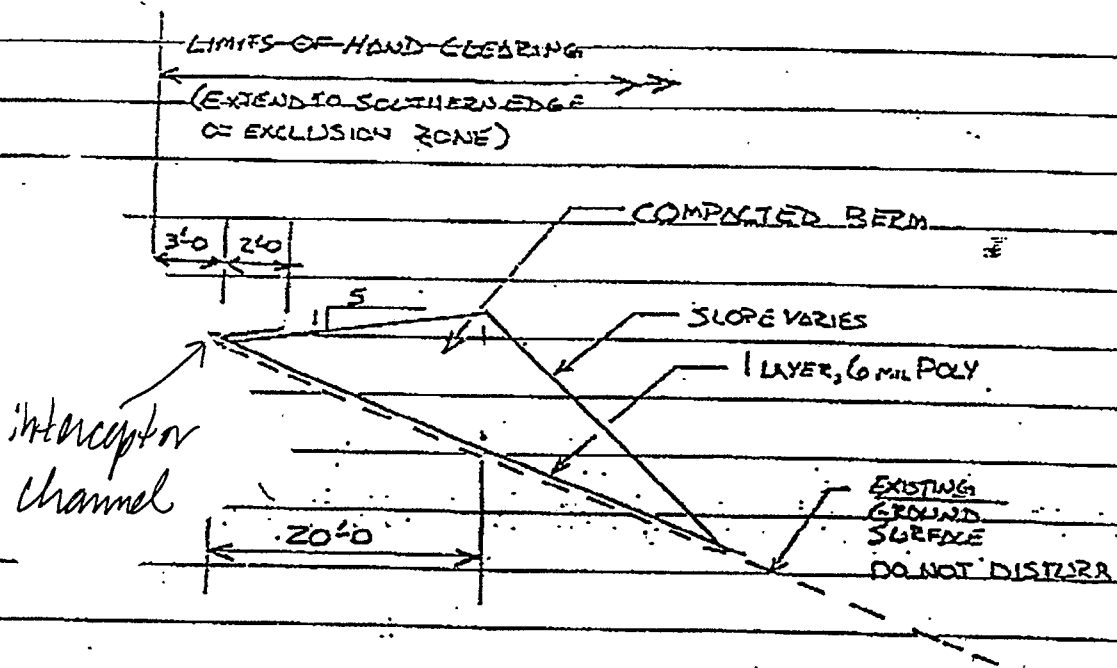 LIMITS OF HAND CLEARING
(EXTEND TO SOUTHERN EDGE
OF EXCLUSION ZONE)
COMPACTED BERM
3'-0
2'-0
5
1
SLOPE VARIES
1 LAYER, 6 MIL POLY
interceptor
channel
20'-0
EXISTING
GROUND
SURFACE
DO NOT DISTURB